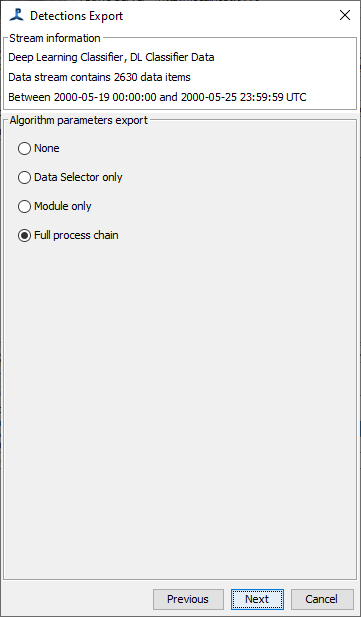 Detections Export
Stream information
Deep Learning Classifier, DL Classifier Data
Data stream contains 2630 data items
Between 2000-05-19 00:00:00 and 2000-05-25 23:59:59 UTC
Algorithm parameters export
None
Data Selector only
Module only
Full process chain
Previous Next Cancel